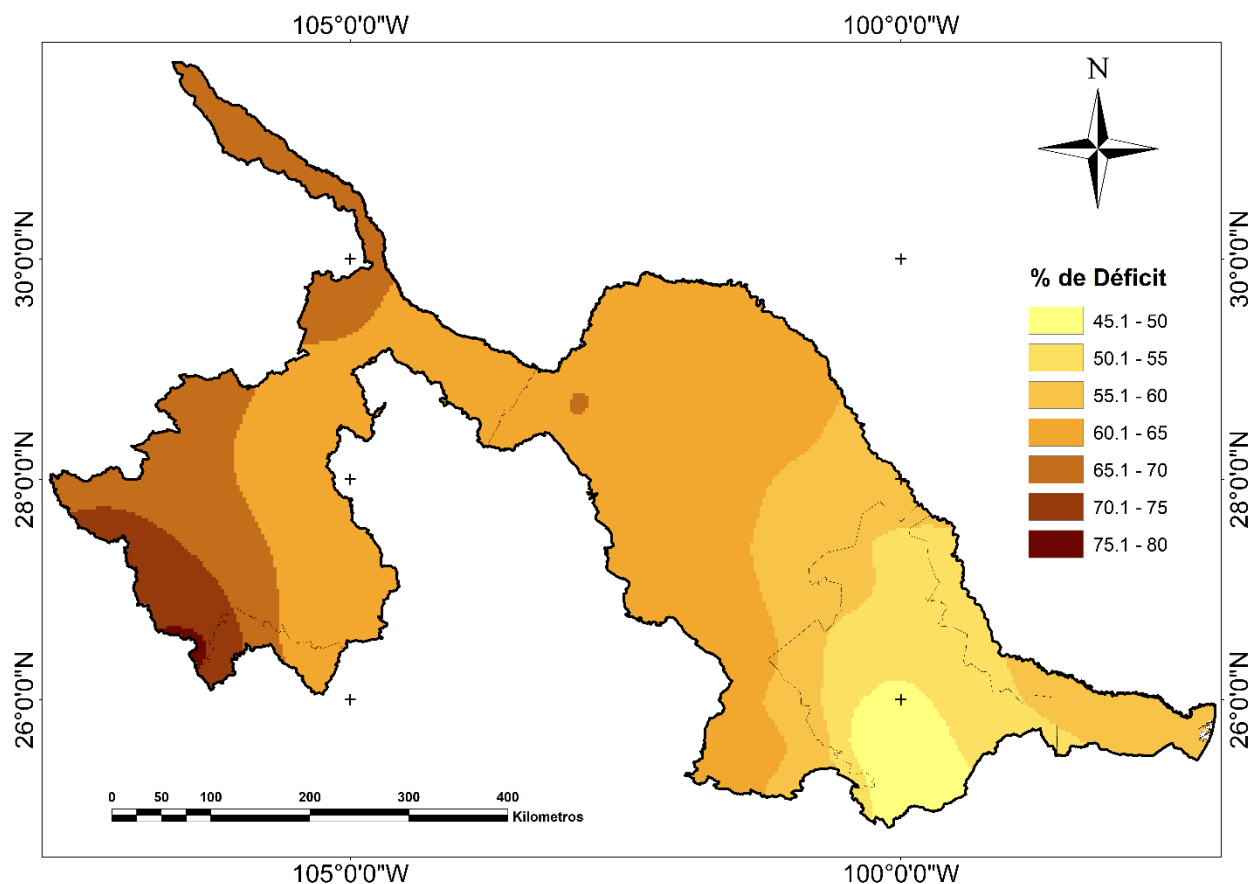 105°0'0"W 100°0'0"W
N
30°0'0"N 30°0'0"N
% de Déficit
45.1 - 50
50.1 - 55
55.1 - 60
60.1 - 65
65.1 - 70
70.1 - 75
75.1 - 80
28°0'0"N 28°0'0"N
26°0'0"N 26°0'0"N
0 50 100 200 300 400
Kilometros
105°0'0"W 100°0'0"W